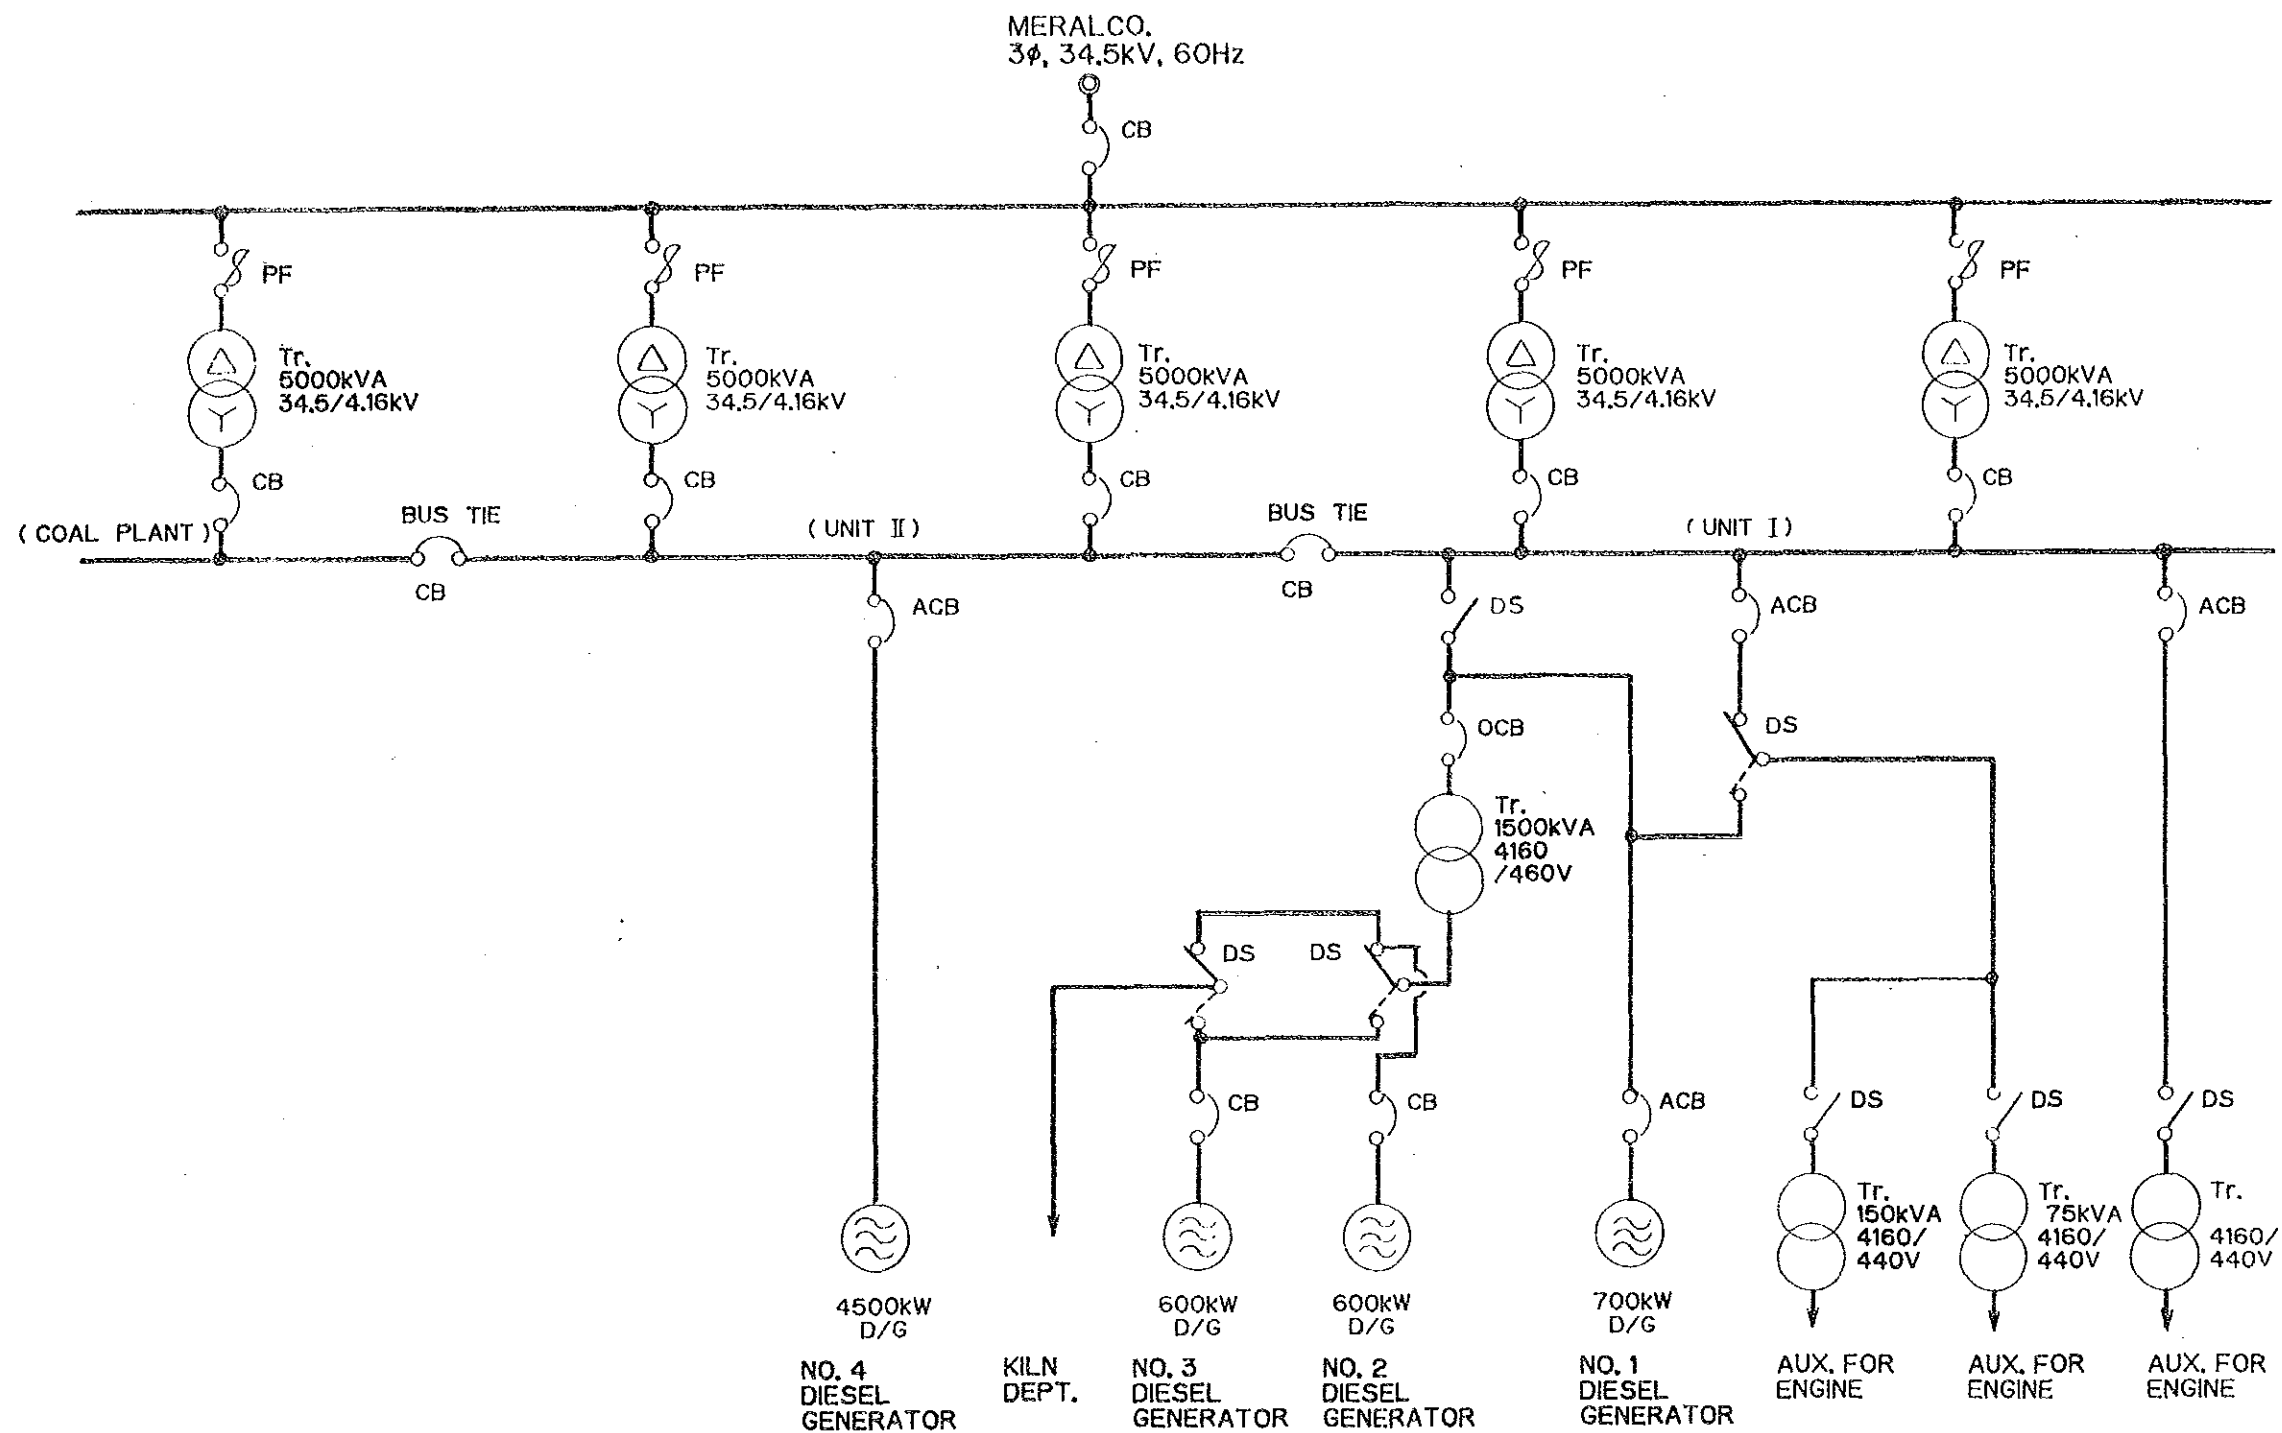 MERALCO.
3φ, 34.5kV, 60Hz
CB
PF
PF
PF
PF
PF
Tr.
5000kVA
34.5/4.16kV
Tr.
5000kVA
34.5/4.16kV
Tr.
5000kVA
34.5/4.16kV
Tr.
5000kVA
34.5/4.16kV
Tr.
5000kVA
34.5/4.16kV
CB
CB
CB
CB
CB
(COAL PLANT)
BUS TIE
CB
(UNIT II)
BUS TIE
CB
(UNIT I)
ACB
DS
ACB
ACB
OCB
DS
Tr.
1500kVA
4160
/460V
DS
DS
CB
CB
ACB
DS
DS
DS
Tr.
150kVA
4160/
440V
Tr.
75kVA
4160/
440V
Tr.
4160/
440V
4500kW
D/G
600kW
D/G
600kW
D/G
700kW
D/G
NO. 4
DIESEL
GENERATOR
KILN
DEPT.
NO. 3
DIESEL
GENERATOR
NO. 2
DIESEL
GENERATOR
NO. 1
DIESEL
GENERATOR
AUX. FOR
ENGINE
AUX. FOR
ENGINE
AUX. FOR
ENGINE